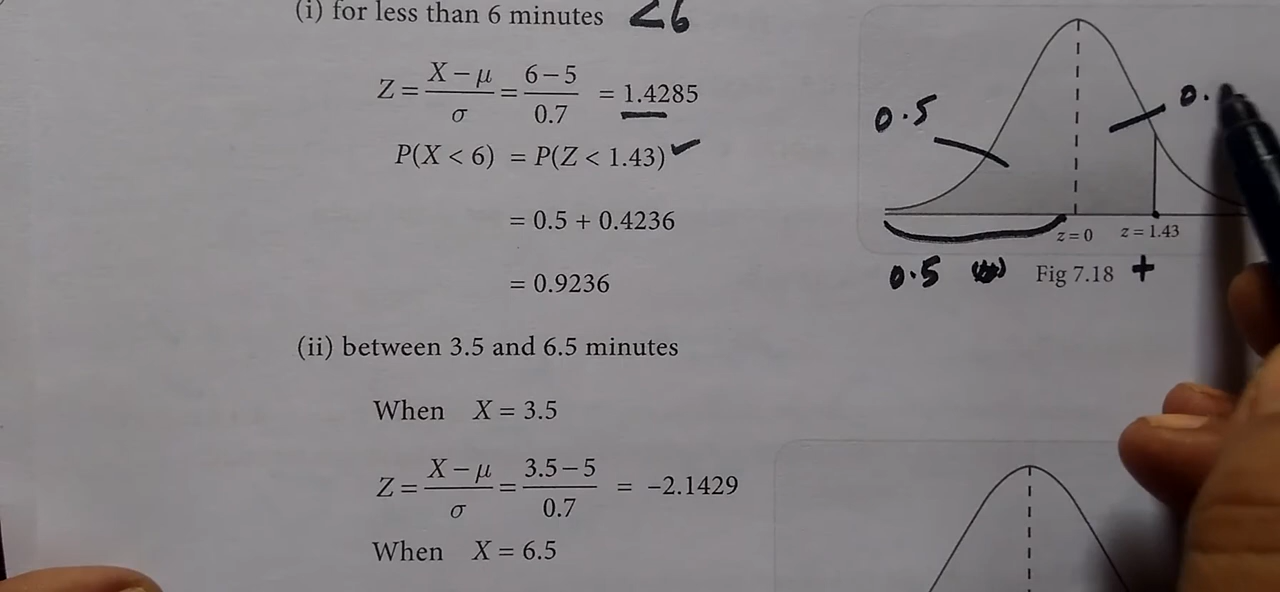 (i) for less than 6 minutes <6
Z = X − μ / σ = 6 − 5 / 0.7 = 1.4285
P(X < 6) = P(Z < 1.43) ✓
= 0.5 + 0.4236
= 0.9236
0.5
0.
z = 0 z = 1.43
0.5 Fig 7.18 +
(ii) between 3.5 and 6.5 minutes
When X = 3.5
Z = X − μ / σ = 3.5 − 5 / 0.7 = −2.1429
When X = 6.5